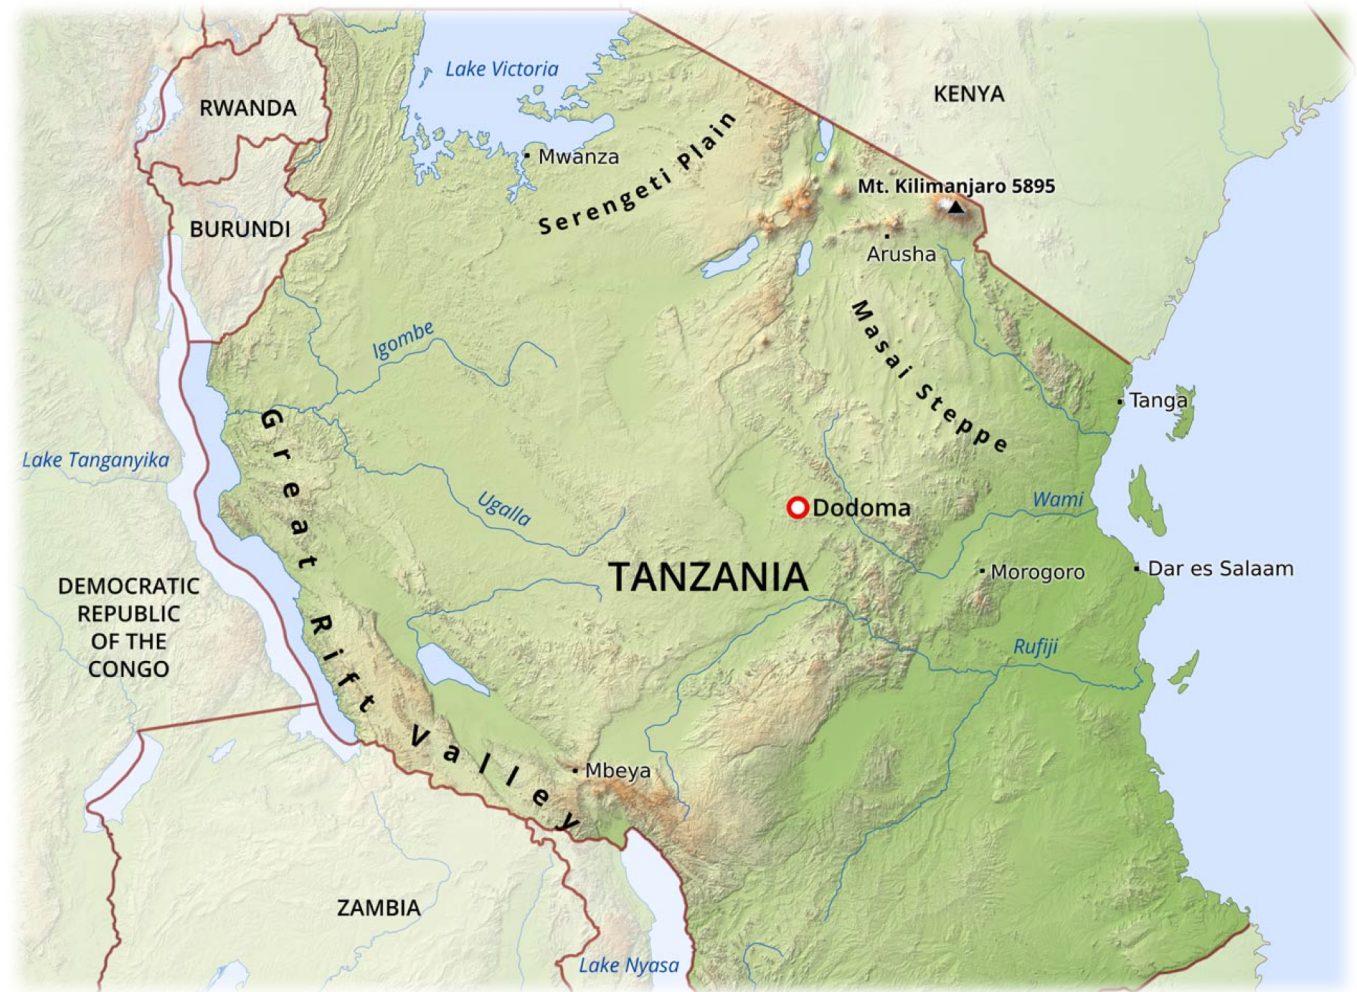 Lake Victoria
RWANDA
KENYA
Mwanza
Serengeti Plain
Mt. Kilimanjaro 5895
BURUNDI
Arusha
Igombe
Masai Steppe
Tanga
Great Rift Valley
Lake Tanganyika
Ugalla
Dodoma
Wami
TANZANIA
Morogoro
Dar es Salaam
DEMOCRATIC
REPUBLIC
OF THE
CONGO
Rufiji
Mbeya
ZAMBIA
Lake Nyasa